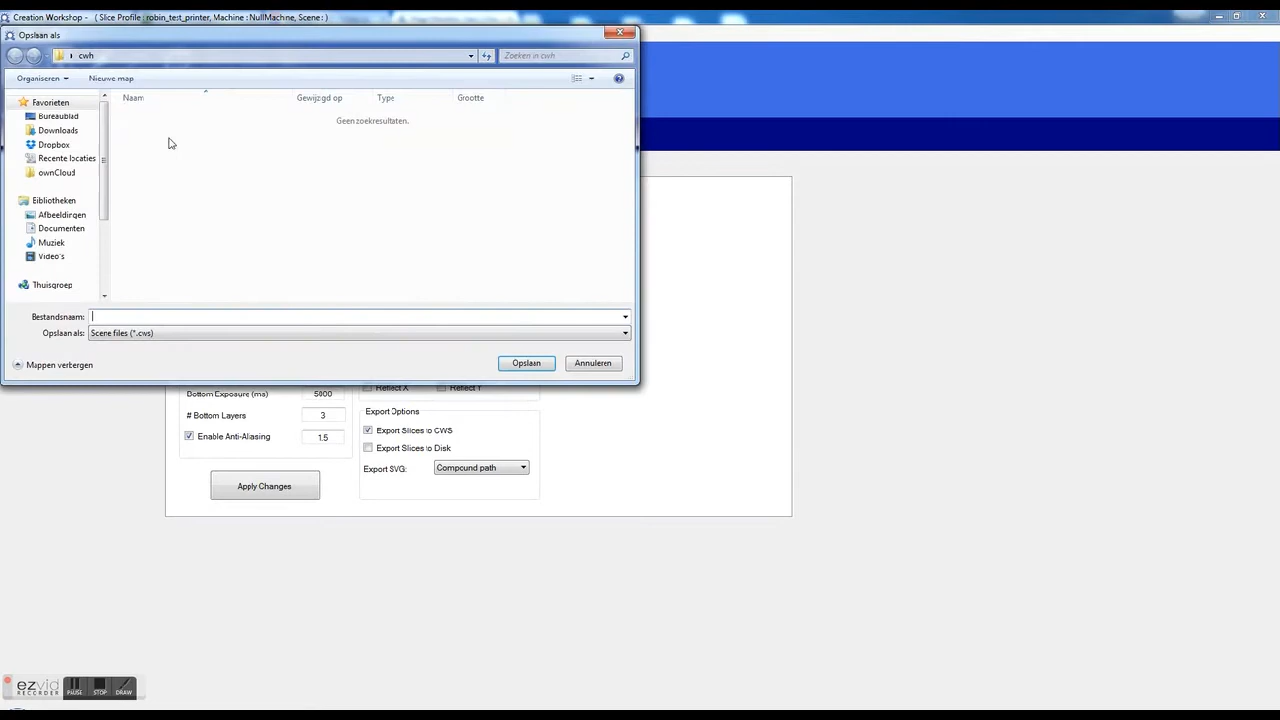 Creation Workshop - ( Slice Profile : robin_test_printer, Machine : NullMachine, Scene : )
Opslaan als
cwh
Zoeken in cwh
Organiseren
Nieuwe map
Favorieten
Bureaublad
Downloads
Dropbox
Recente locaties
ownCloud
Bibliotheken
Afbeeldingen
Documenten
Muziek
Video's
Thuisgroep
Naam
Gewijzigd op
Type
Grootte
Geen zoekresultaten.
Bestandsnaam:
Opslaan als:
Scene files (*.cws)
Mappen verbergen
Opslaan
Annuleren
Bottom Exposure (ms)
5000
# Bottom Layers
3
Enable Anti-Aliasing
1.5
Apply Changes
Reflect X
Reflect Y
Export Options
Export Slices to CWS
Export Slices to Disk
Export SVG:
Compound path
ezvid
RECORDER
PAUSE
STOP
DRAW